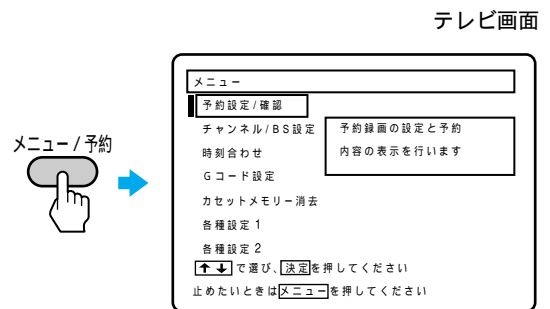 テレビ画面
メニュー / 予約
メニュー
予約設定/確認
チャンネル/BS設定
時刻合わせ
Gコード設定
カセットメモリー消去
各種設定1
各種設定2
予約録画の設定と予約
内容の表示を行います
↑↓で選び、決定を押してください
止めたいときはメニューを押してください